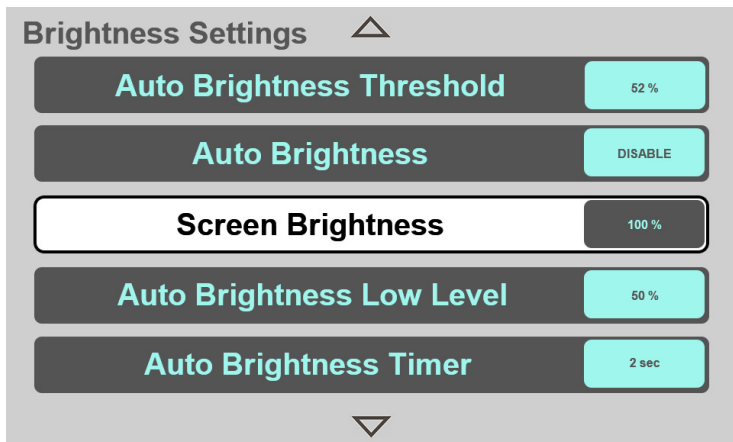 Brightness Settings
Auto Brightness Threshold 52 %
Auto Brightness DISABLE
Screen Brightness 100 %
Auto Brightness Low Level 50 %
Auto Brightness Timer 2 sec